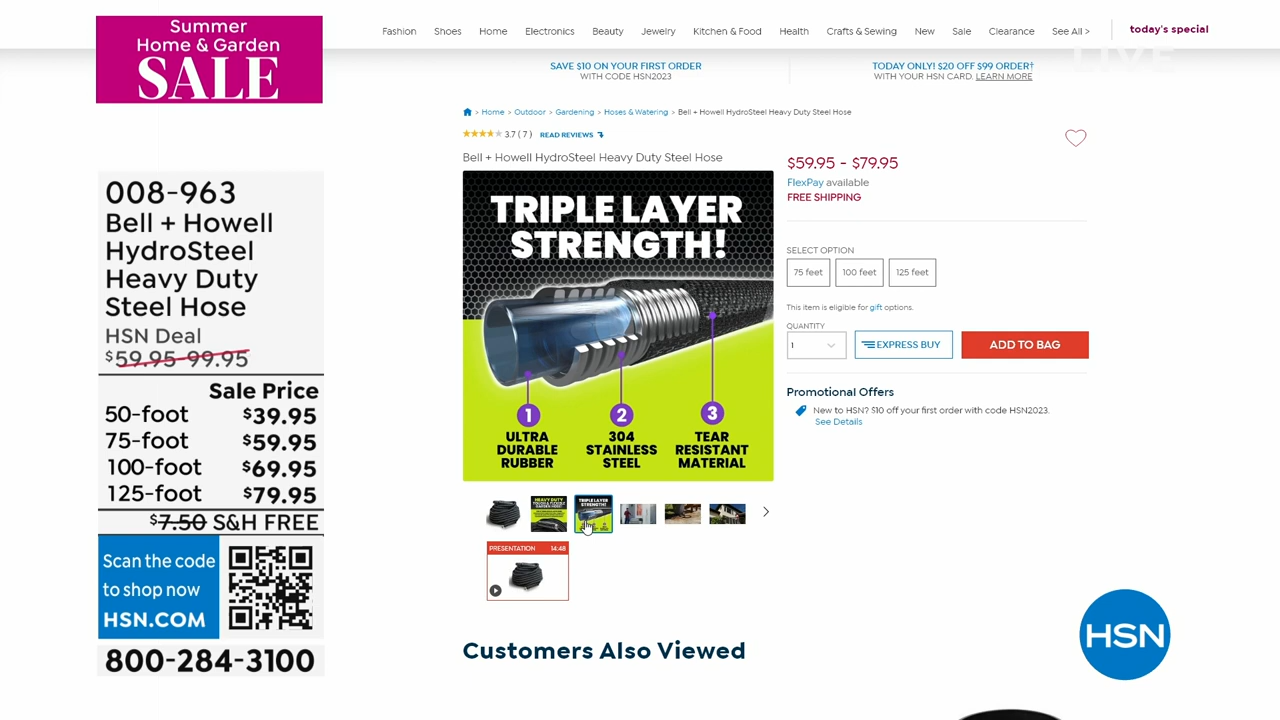 Summer
Home & Garden
SALE
Fashion Shoes Home Electronics Beauty Jewelry Kitchen & Food Health Crafts & Sewing New Sale Clearance See All > today's special
LIVE
SAVE $10 ON YOUR FIRST ORDER
WITH CODE HSN2023
TODAY ONLY! $20 OFF $99 ORDER†
WITH YOUR HSN CARD. LEARN MORE
> Home > Outdoor > Gardening > Hoses & Watering > Bell + Howell HydroSteel Heavy Duty Steel Hose
3.7 ( 7 ) READ REVIEWS
Bell + Howell HydroSteel Heavy Duty Steel Hose
TRIPLE LAYER
STRENGTH!
1 2 3
ULTRA
DURABLE
RUBBER
304
STAINLESS
STEEL
TEAR
RESISTANT
MATERIAL
HEAVY DUTY
TRIPLE LAYER
STRENGTH!
PRESENTATION 14:48
$59.95 - $79.95
FlexPay available
FREE SHIPPING
SELECT OPTION
75 feet 100 feet 125 feet
This item is eligible for gift options.
QUANTITY
1 EXPRESS BUY ADD TO BAG
Promotional Offers
New to HSN? $10 off your first order with code HSN2023.
See Details
Customers Also Viewed
008-963
Bell + Howell
HydroSteel
Heavy Duty
Steel Hose
HSN Deal
$59.95-99.95
Sale Price
50-foot $39.95
75-foot $59.95
100-foot $69.95
125-foot $79.95
$7.50 S&H FREE
Scan the code
to shop now
HSN.COM
800-284-3100
HSN